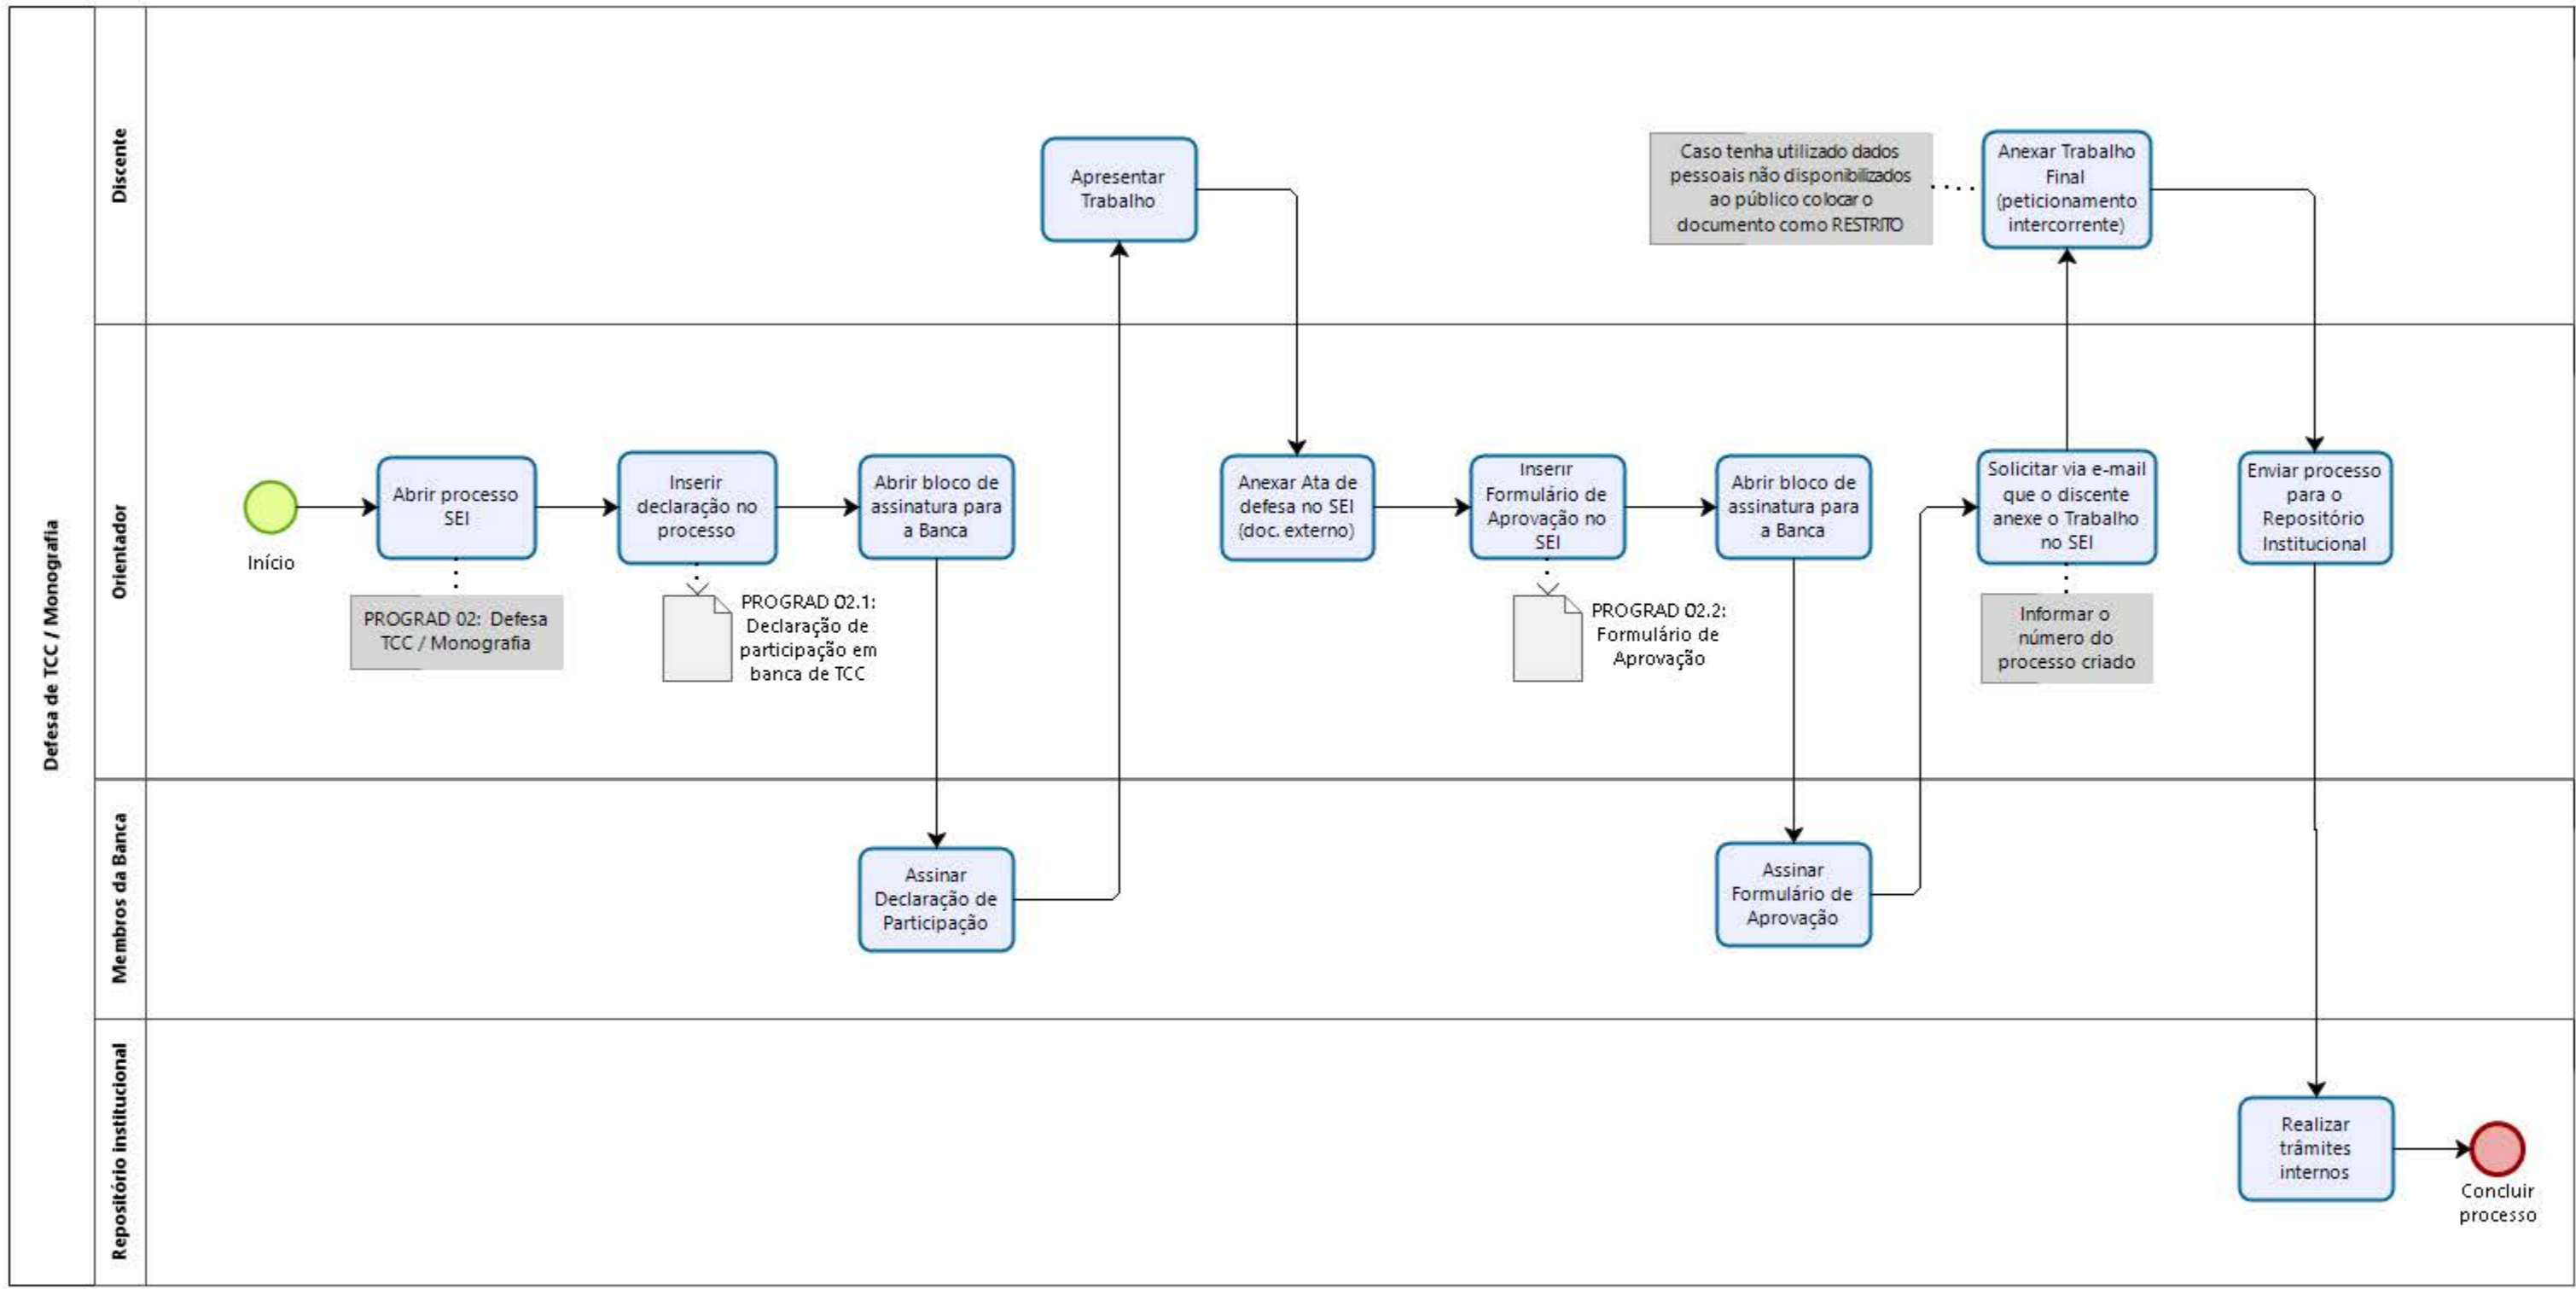 Defesa de TCC / Monografia
Discente
Apresentar
Trabalho
Caso tenha utilizado dados
pessoais não disponibilizados
ao público colocar o
documento como RESTRITO
Anexar Trabalho
Final
(peticionamento
intercorrente)
Orientador
Início
Abrir processo
SEI
PROGRAD 02: Defesa
TCC / Monografia
Inserir
declaração no
processo
PROGRAD 02.1:
Declaração de
participação em
banca de TCC
Abrir bloco de
assinatura para
a Banca
Anexar Ata de
defesa no SEI
(doc. externo)
Inserir
Formulário de
Aprovação no
SEI
PROGRAD 02.2:
Formulário de
Aprovação
Abrir bloco de
assinatura para
a Banca
Solicitar via e-mail
que o discente
anexe o Trabalho
no SEI
Informar o
número do
processo criado
Enviar processo
para o
Repositório
Institucional
Membros da Banca
Assinar
Declaração de
Participação
Assinar
Formulário de
Aprovação
Repositório institucional
Realizar
trâmites
internos
Concluir
processo